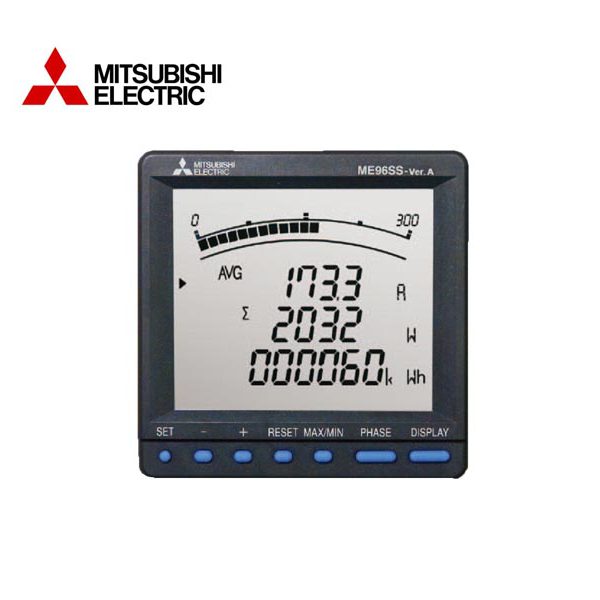 MITSUBISHI
ELECTRIC
MITSUBISHI
ELECTRIC
ME96SS-Ver.A
0 300
AVG 173.3 A
Σ 2032 W
000060k Wh
SET − + RESET MAX/MIN PHASE DISPLAY